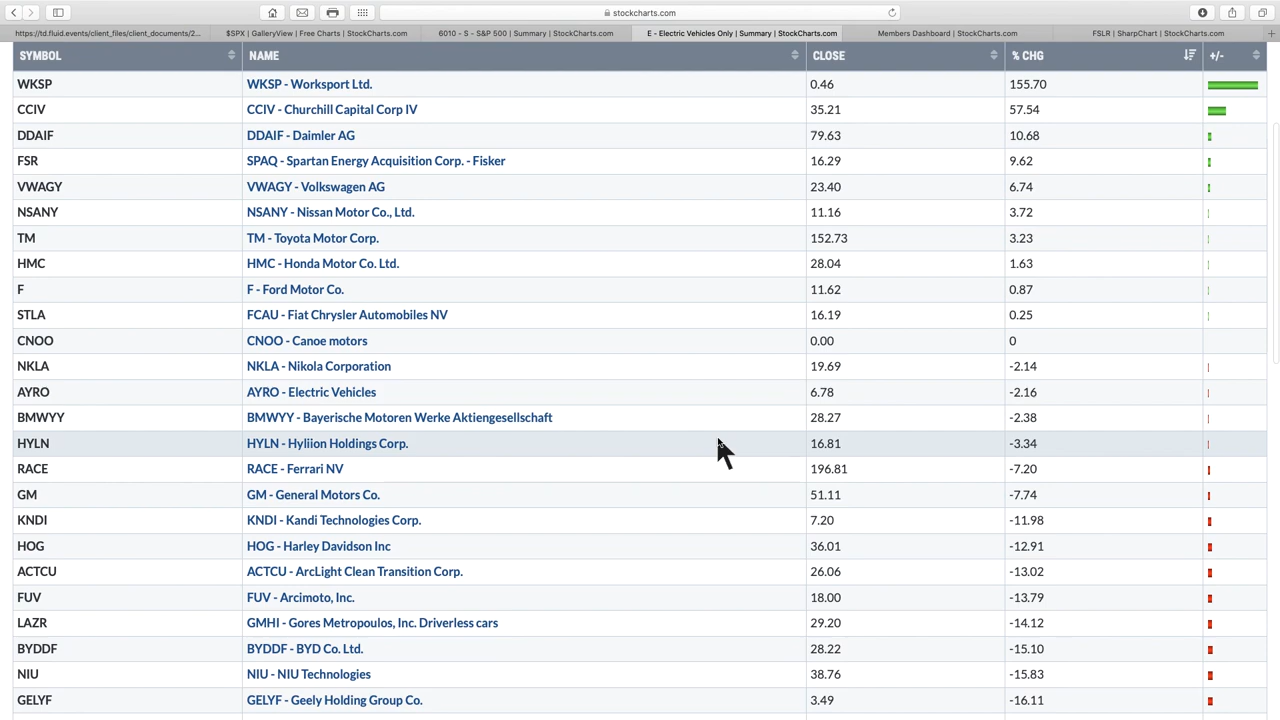 stockcharts.com
https://td.fluid.events/client_files/client_documents/2... $SPX | GalleryView | Free Charts | StockCharts.com 6010 - S - S&P 500 | Summary | StockCharts.com E - Electric Vehicles Only | Summary | StockCharts.com Members Dashboard | StockCharts.com FSLR | SharpChart | StockCharts.com
SYMBOL NAME CLOSE % CHG +/-
WKSP WKSP - Worksport Ltd. 0.46 155.70
CCIV CCIV - Churchill Capital Corp IV 35.21 57.54
DDAIF DDAIF - Daimler AG 79.63 10.68
FSR SPAQ - Spartan Energy Acquisition Corp. - Fisker 16.29 9.62
VWAGY VWAGY - Volkswagen AG 23.40 6.74
NSANY NSANY - Nissan Motor Co., Ltd. 11.16 3.72
TM TM - Toyota Motor Corp. 152.73 3.23
HMC HMC - Honda Motor Co. Ltd. 28.04 1.63
F F - Ford Motor Co. 11.62 0.87
STLA FCAU - Fiat Chrysler Automobiles NV 16.19 0.25
CNOO CNOO - Canoe motors 0.00 0
NKLA NKLA - Nikola Corporation 19.69 -2.14
AYRO AYRO - Electric Vehicles 6.78 -2.16
BMWYY BMWYY - Bayerische Motoren Werke Aktiengesellschaft 28.27 -2.38
HYLN HYLN - Hyliion Holdings Corp. 16.81 -3.34
RACE RACE - Ferrari NV 196.81 -7.20
GM GM - General Motors Co. 51.11 -7.74
KNDI KNDI - Kandi Technologies Corp. 7.20 -11.98
HOG HOG - Harley Davidson Inc 36.01 -12.91
ACTCU ACTCU - ArcLight Clean Transition Corp. 26.06 -13.02
FUV FUV - Arcimoto, Inc. 18.00 -13.79
LAZR GMHI - Gores Metropoulos, Inc. Driverless cars 29.20 -14.12
BYDDF BYDDF - BYD Co. Ltd. 28.22 -15.10
NIU NIU - NIU Technologies 38.76 -15.83
GELYF GELYF - Geely Holding Group Co. 3.49 -16.11